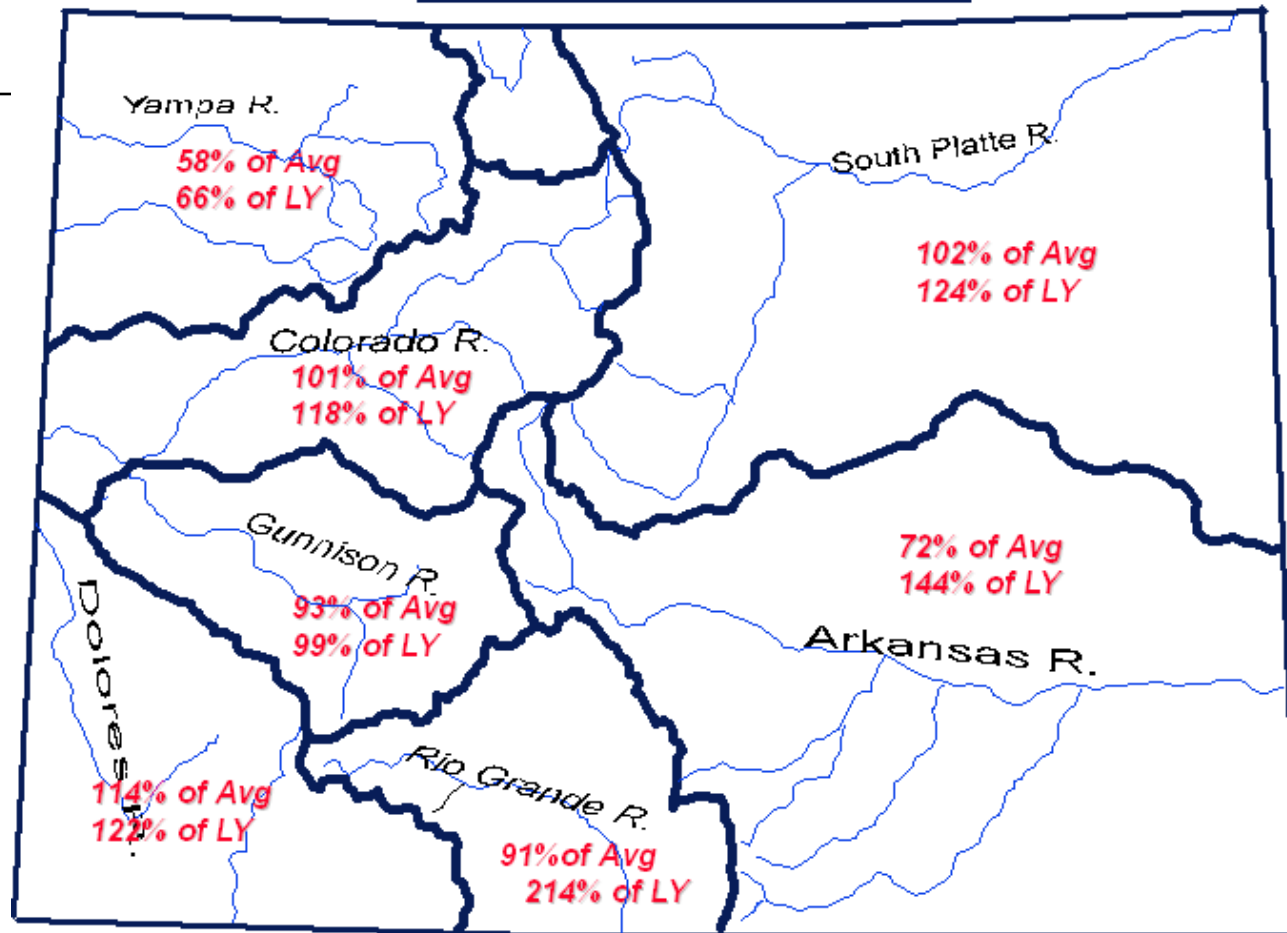 Yampa R.
58% of Avg
66% of LY
South Platte R.
102% of Avg
124% of LY
Colorado R.
101% of Avg
118% of LY
Gunnison R.
93% of Avg
99% of LY
72% of Avg
144% of LY
Arkansas R.
Dolores R.
114% of Avg
122% of LY
Rio Grande R.
91%of Avg
214% of LY